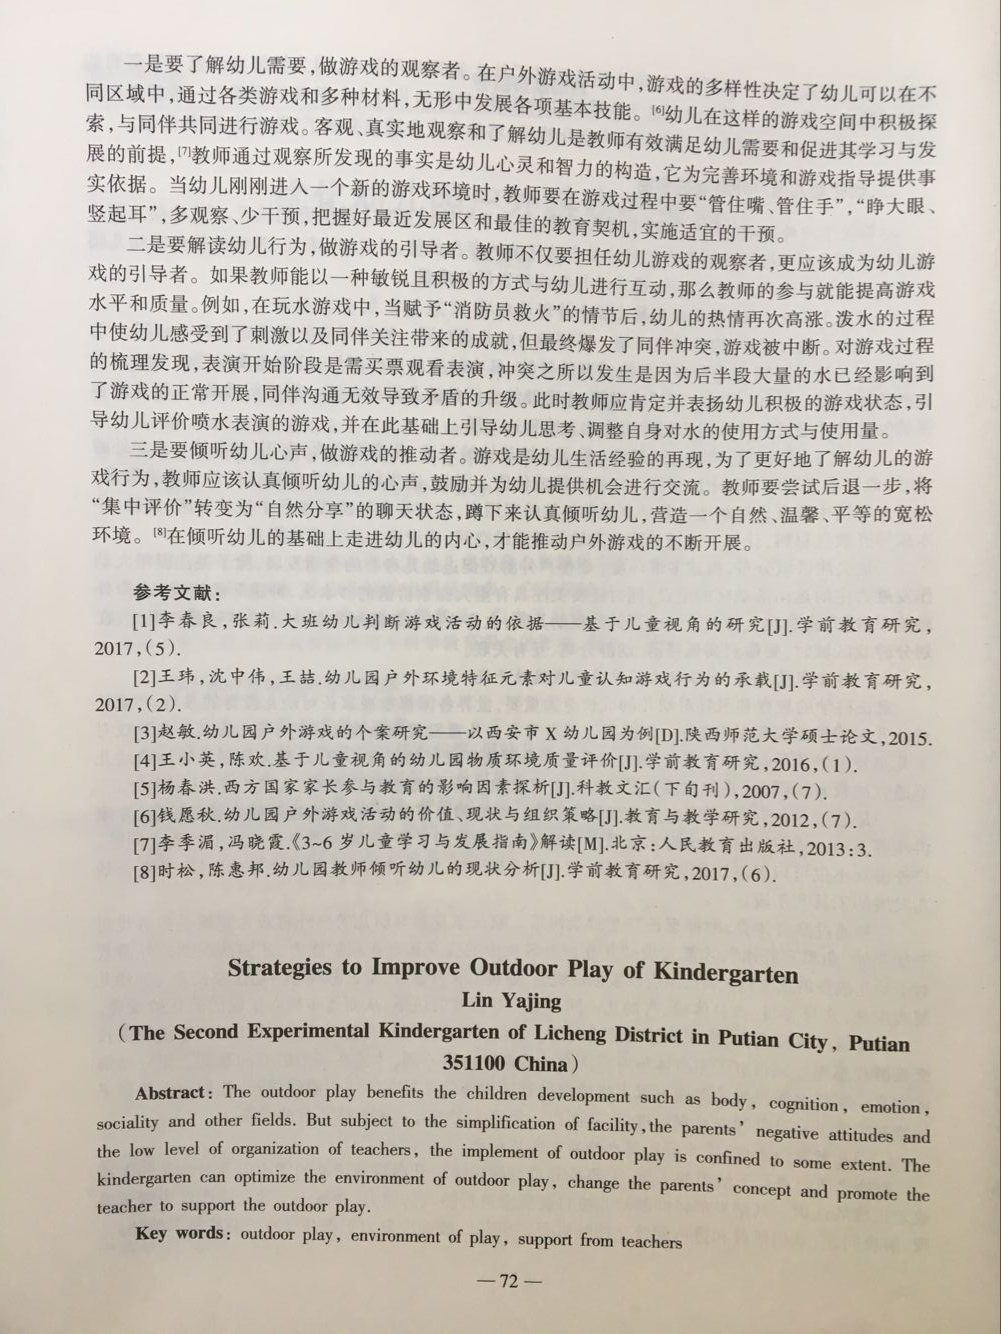 一是要了解幼儿需要,做游戏的观察者。在户外游戏活动中,游戏的多样性决定了幼儿可以在不
同区域中,通过各类游戏和多种材料,无形中发展各项基本技能。[6]幼儿在这样的游戏空间中积极探
索,与同伴共同进行游戏。客观、真实地观察和了解幼儿是教师有效满足幼儿需要和促进其学习与发
展的前提,[7]教师通过观察所发现的事实是幼儿心灵和智力的构造,它为完善环境和游戏指导提供事
实依据。当幼儿刚刚进入一个新的游戏环境时,教师要在游戏过程中要“管住嘴、管住手”,“睁大眼、
竖起耳”,多观察、少干预,把握好最近发展区和最佳的教育契机,实施适宜的干预。
二是要解读幼儿行为,做游戏的引导者。教师不仅要担任幼儿游戏的观察者,更应该成为幼儿游
戏的引导者。如果教师能以一种敏锐且积极的方式与幼儿进行互动,那么教师的参与就能提高游戏
水平和质量。例如,在玩水游戏中,当赋予“消防员救火”的情节后,幼儿的热情再次高涨。泼水的过程
中使幼儿感受到了刺激以及同伴关注带来的成就,但最终爆发了同伴冲突,游戏被中断。对游戏过程
的梳理发现,表演开始阶段是需买票观看表演,冲突之所以发生是因为后半段大量的水已经影响到
了游戏的正常开展,同伴沟通无效导致矛盾的升级。此时教师应肯定并表扬幼儿积极的游戏状态,引
导幼儿评价喷水表演的游戏,并在此基础上引导幼儿思考、调整自身对水的使用方式与使用量。
三是要倾听幼儿心声,做游戏的推动者。游戏是幼儿生活经验的再现,为了更好地了解幼儿的游
戏行为,教师应该认真倾听幼儿的心声,鼓励并为幼儿提供机会进行交流。教师要尝试后退一步,将
“集中评价”转变为“自然分享”的聊天状态,蹲下来认真倾听幼儿,营造一个自然、温馨、平等的宽松
环境。[8]在倾听幼儿的基础上走进幼儿的内心,才能推动户外游戏的不断开展。
参考文献:
[1]李春良,张莉.大班幼儿判断游戏活动的依据——基于儿童视角的研究[J].学前教育研究,
2017,(5).
[2]王玮,沈中伟,王喆.幼儿园户外环境特征元素对儿童认知游戏行为的承载[J].学前教育研究,
2017,(2).
[3]赵敏.幼儿园户外游戏的个案研究——以西安市X幼儿园为例[D].陕西师范大学硕士论文,2015.
[4]王小英,陈欢.基于儿童视角的幼儿园物质环境质量评价[J].学前教育研究,2016,(1).
[5]杨春洪.西方国家家长参与教育的影响因素探析[J].科教文汇(下旬刊),2007,(7).
[6]钱愿秋.幼儿园户外游戏活动的价值、现状与组织策略[J].教育与教学研究,2012,(7).
[7]李季湄,冯晓霞.《3~6岁儿童学习与发展指南》解读[M].北京:人民教育出版社,2013:3.
[8]时松,陈惠邦.幼儿园教师倾听幼儿的现状分析[J].学前教育研究,2017,(6).
Strategies to Improve Outdoor Play of Kindergarten
Lin Yajing
(The Second Experimental Kindergarten of Licheng District in Putian City, Putian
351100 China)
Abstract: The outdoor play benefits the children development such as body, cognition, emotion,
sociality and other fields. But subject to the simplification of facility,the parents’ negative attitudes and
the low level of organization of teachers, the implement of outdoor play is confined to some extent. The
kindergarten can optimize the environment of outdoor play, change the parents’ concept and promote the
teacher to support the outdoor play.
Key words: outdoor play, environment of play, support from teachers
— 72 —